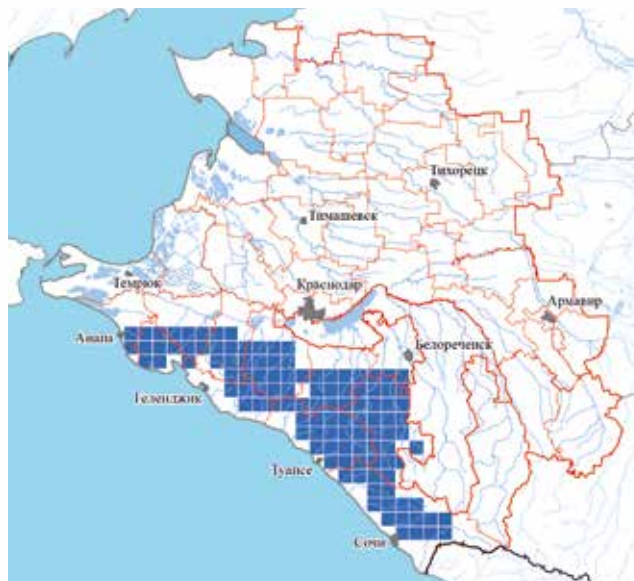 Тихорецк
Тимашевск
Темрюк
Краснодар
Армавир
Анапа
Белореченск
Геленджик
Туапсе
Сочи